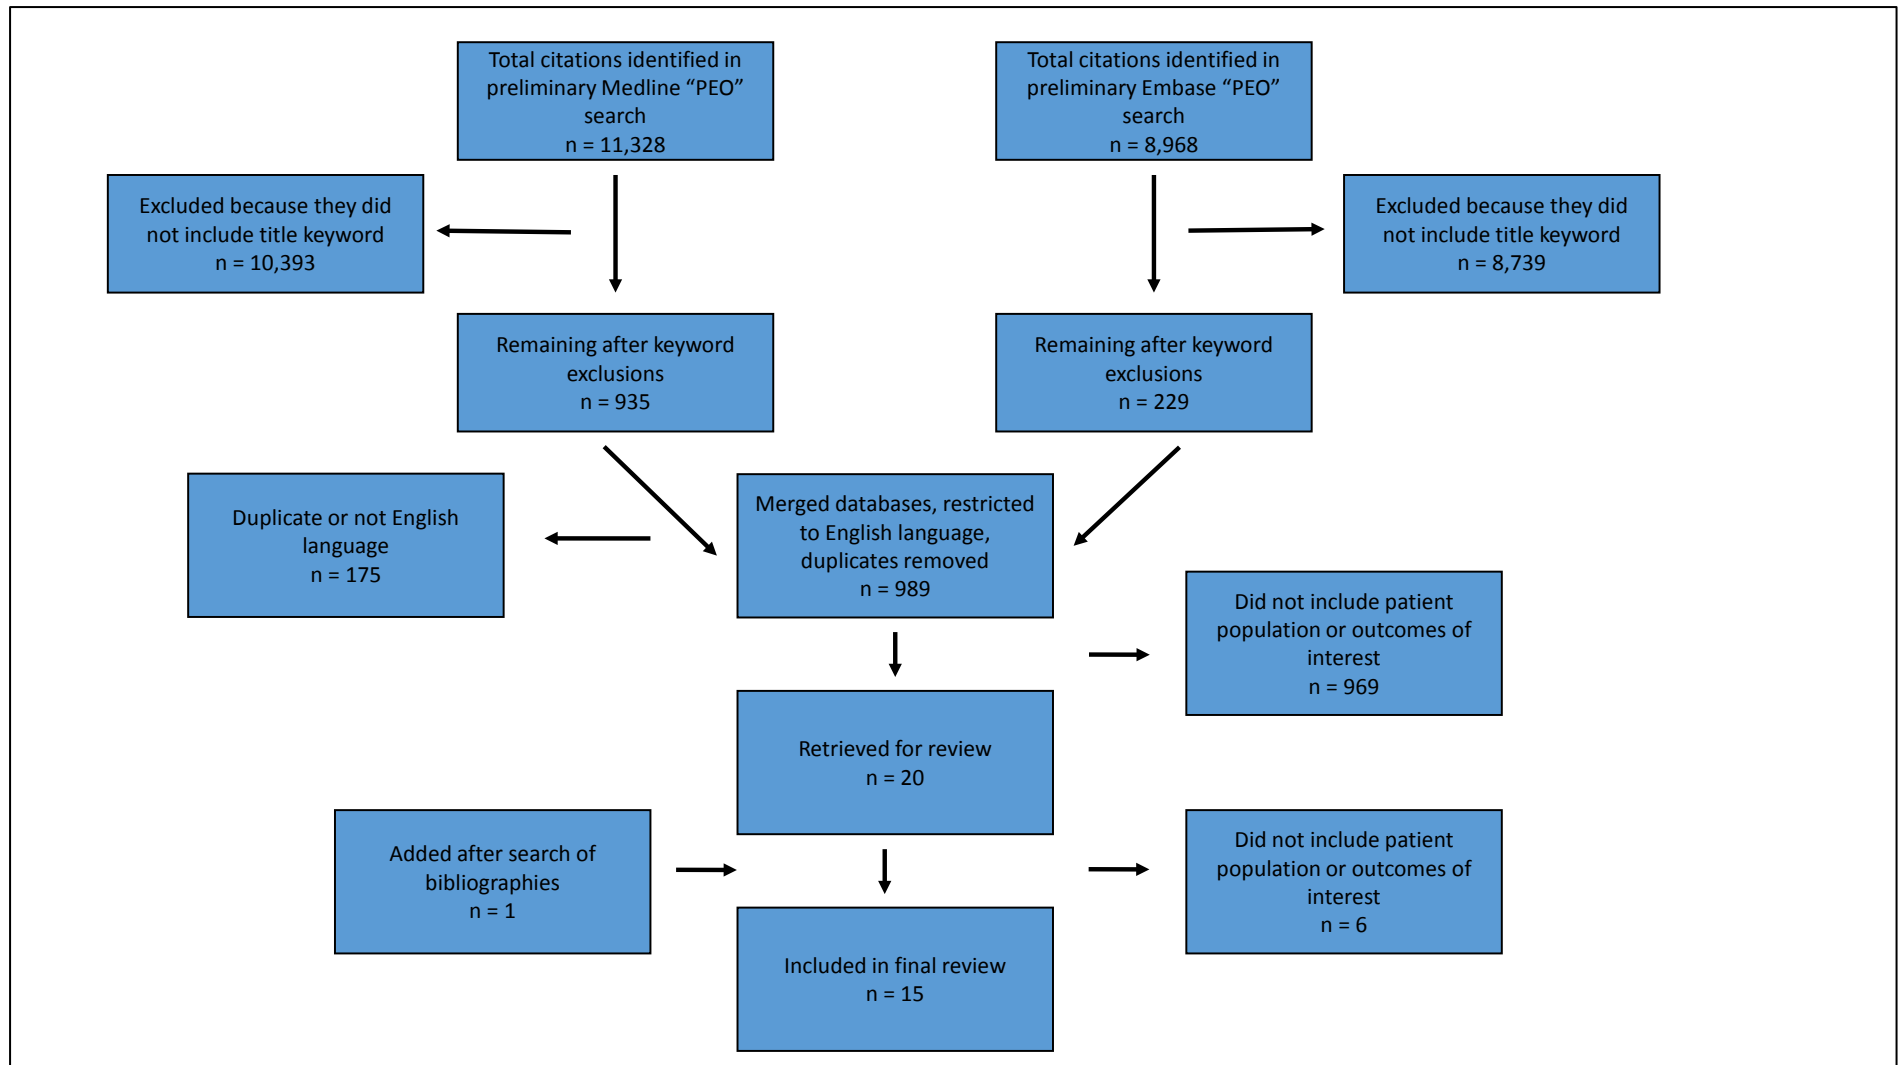 Total citations identified in
preliminary Medline “PEO”
search
n = 11,328
Total citations identified in
preliminary Embase “PEO”
search
n = 8,968
Excluded because they did
not include title keyword
n = 10,393
Excluded because they did
not include title keyword
n = 8,739
Remaining after keyword
exclusions
n = 935
Remaining after keyword
exclusions
n = 229
Duplicate or not English
language
n = 175
Merged databases, restricted
to English language,
duplicates removed
n = 989
Did not include patient
population or outcomes of
interest
n = 969
Retrieved for review
n = 20
Added after search of
bibliographies
n = 1
Did not include patient
population or outcomes of
interest
n = 6
Included in final review
n = 15